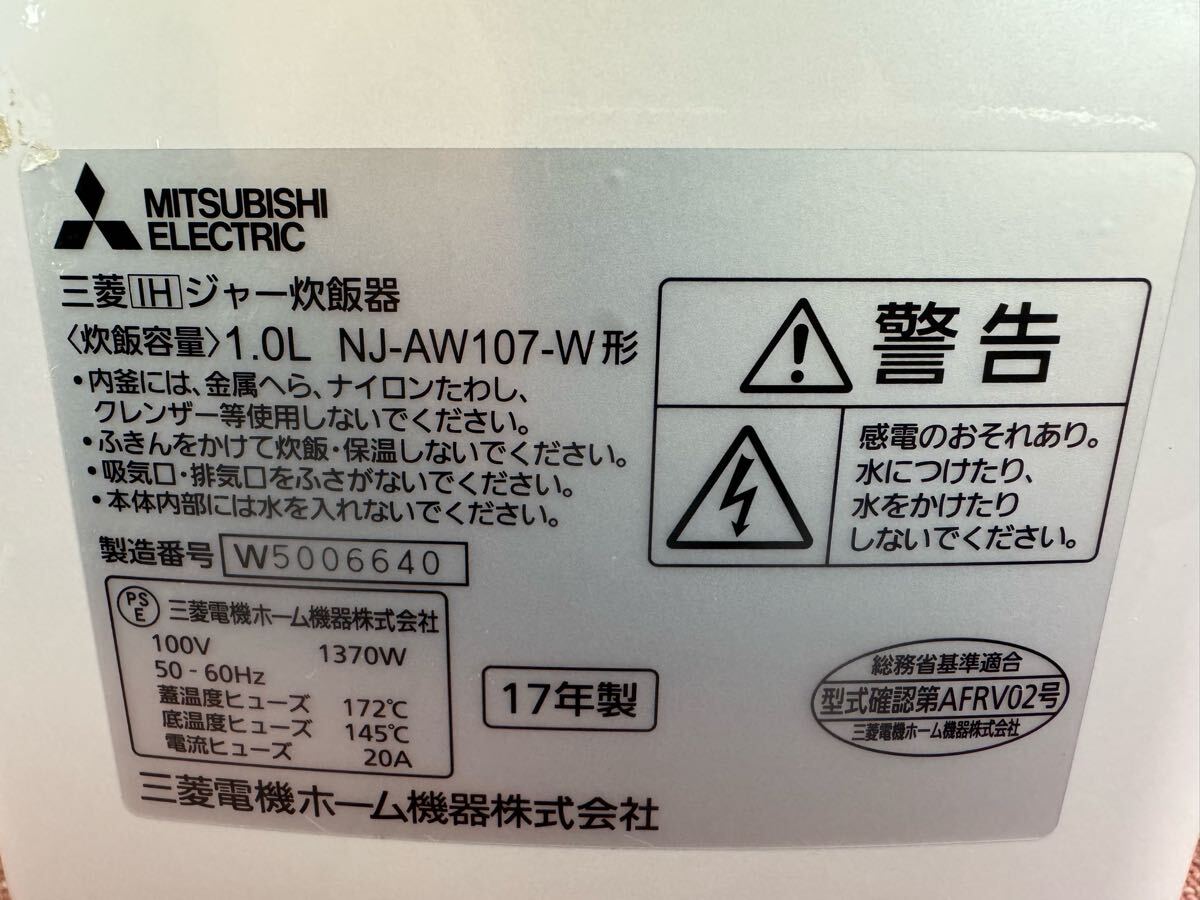 MITSUBISHI
ELECTRIC
三菱IHジャー炊飯器
〈炊飯容量〉1.0L NJ-AW107-W形
・内釜には、金属へら、ナイロンたわし、
クレンザー等使用しないでください。
・ふきんをかけて炊飯・保温しないでください。
・吸気口・排気口をふさがないでください。
・本体内部には水を入れないでください。
製造番号 W5006640
PSE 三菱電機ホーム機器株式会社
100V 1370W
50-60Hz
蓋温度ヒューズ 172℃
底温度ヒューズ 145℃
電流ヒューズ 20A
17年製
三菱電機ホーム機器株式会社
警告
感電のおそれあり。
水につけたり、
水をかけたり
しないでください。
総務省基準適合
型式確認第AFRV02号
三菱電機ホーム機器株式会社